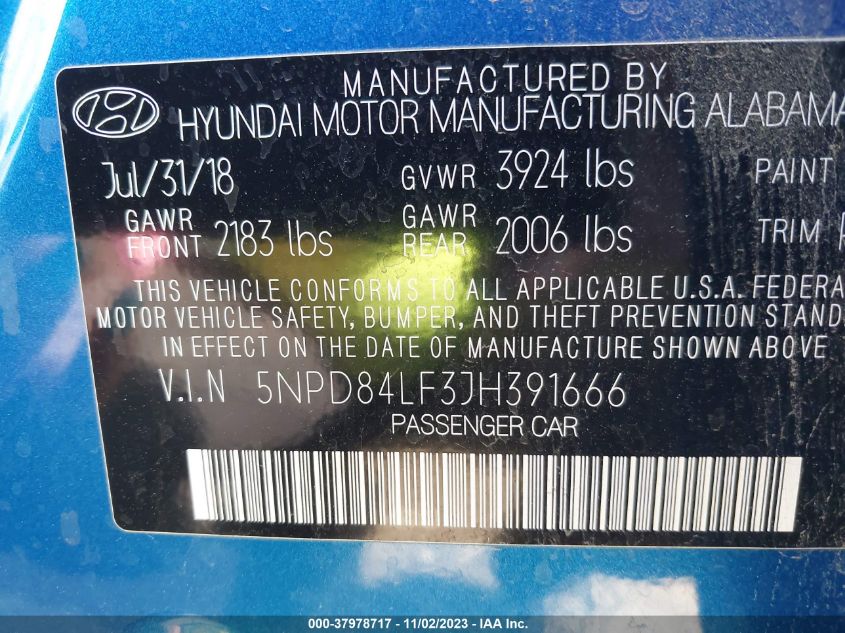 MANUFACTURED BY
HYUNDAI MOTOR MANUFACTURING ALABAMA
Jul/31/18 GVWR 3924 lbs PAINT
GAWR FRONT 2183 lbs GAWR REAR 2006 lbs TRIM
THIS VEHICLE CONFORMS TO ALL APPLICABLE U.S.A. FEDERA
MOTOR VEHICLE SAFETY, BUMPER, AND THEFT PREVENTION STAND
IN EFFECT ON THE DATE OF MANUFACTURE SHOWN ABOVE
V.I.N 5NPD84LF3JH391666
PASSENGER CAR
000-37978717 - 11/02/2023 - Copyright © 2023 IAA, Inc.